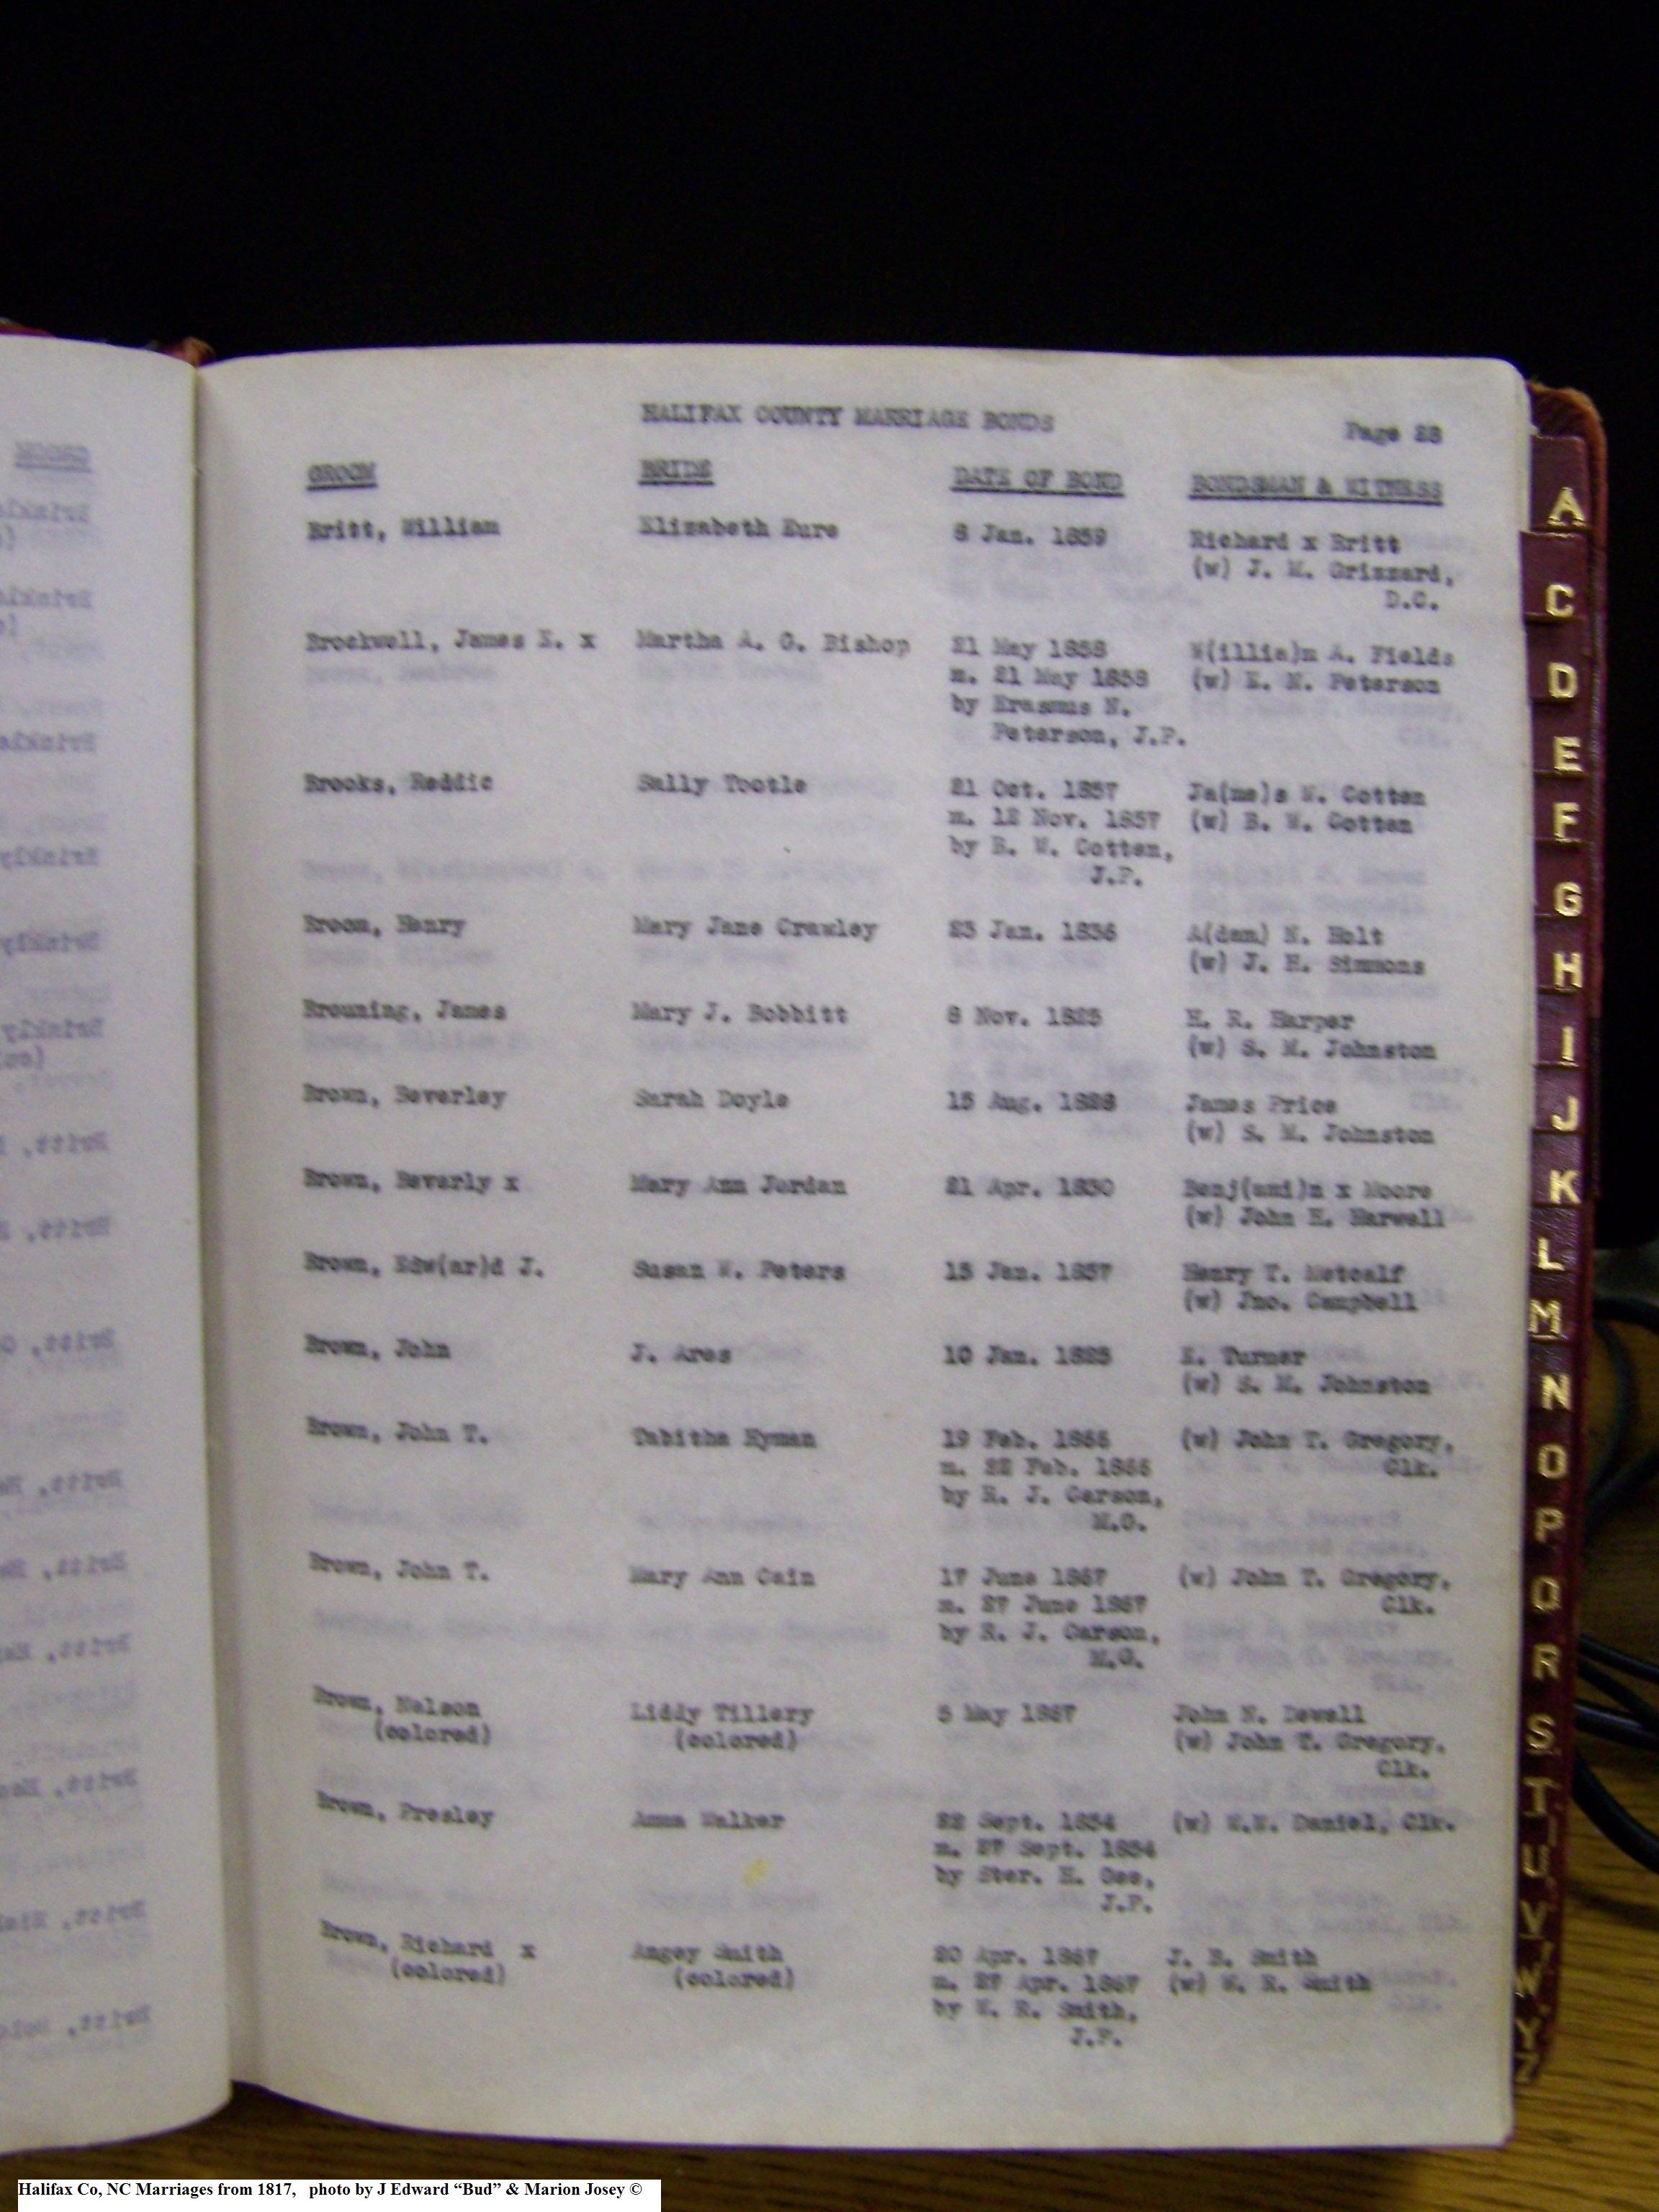 HALIFAX COUNTY MARRIAGE BONDS
Page 28
GROOM BRIDE DATE OF BOND BONDSMAN & WITNESS
Britt, William Elizabeth Eure 8 Jan. 1859 Richard x Britt
(w) J. M. Grizzard,
D.C.
Brockwell, James E. x Martha A. G. Bishop 21 May 1858 W(illia)m A. Fields
m. 21 May 1858 (w) E. N. Peterson
by Erasmus N.
Peterson, J.P.
Brooks, Reddic Sally Tootle 21 Oct. 1857 Ja(me)s W. Cotten
m. 12 Nov. 1857 (w) B. W. Cotten
by B. W. Cotten,
J.P.
Broom, Henry Mary Jane Crawley 23 Jan. 1836 A(dam) N. Holt
(w) J. H. Simmons
Brouning, James Mary J. Bobbitt 8 Nov. 1825 H. R. Harper
(w) S. M. Johnston
Brown, Beverley Sarah Doyle 15 Aug. 1828 James Price
(w) S. M. Johnston
Brown, Beverly x Mary Ann Jordan 21 Apr. 1830 Benj(ami)n x Moore
(w) John H. Harwell
Brown, Edw(ar)d J. Susan W. Peters 15 Jan. 1857 Henry T. Metcalf
(w) Jno. Campbell
Brown, John J. Ares 10 Jan. 1825 E. Turner
(w) S. M. Johnston
Brown, John T. Tabitha Hyman 19 Feb. 1866 (w) John T. Gregory,
m. 22 Feb. 1866 Clk.
by R. J. Carson,
M.G.
Brown, John T. Mary Ann Cain 17 June 1867 (w) John T. Gregory,
m. 27 June 1867 Clk.
by R. J. Carson,
M.G.
Brown, Nelson Liddy Tillery 5 May 1867 John N. Dewell
(colored) (colored) (w) John T. Gregory,
Clk.
Brown, Presley Anna Walker 22 Sept. 1854 (w) W.W. Daniel, Clk.
m. 27 Sept. 1854
by Ster. H. Gee,
J.P.
Brown, Richard x Angey Smith 20 Apr. 1867 J. B. Smith
(colored) (colored) m. 27 Apr. 1867 (w) W. R. Smith
by W. R. Smith,
J.P.
A
C
D
E
F
G
H
I
J
K
L
M
N
O
P
Q
R
S
T
U
V
W
Y
Z
Halifax Co, NC Marriages from 1817, photo by J Edward “Bud” & Marion Josey ©